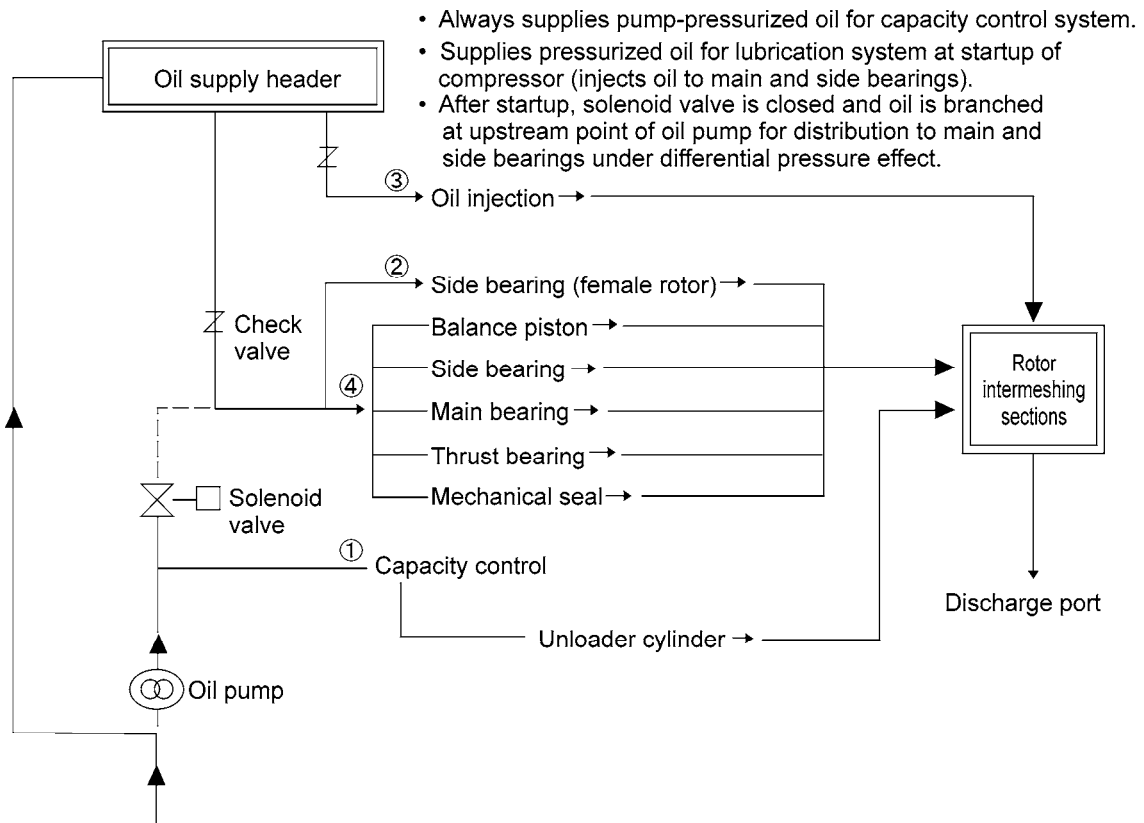 • Always supplies pump-pressurized oil for capacity control system.
• Supplies pressurized oil for lubrication system at startup of
compressor (injects oil to main and side bearings).
• After startup, solenoid valve is closed and oil is branched
at upstream point of oil pump for distribution to main and
side bearings under differential pressure effect.
Oil supply header
③
Oil injection
②
Side bearing (female rotor)
Check
valve
Balance piston
Side bearing
④
Main bearing
Thrust bearing
Mechanical seal
Rotor
intermeshing
sections
Solenoid
valve
①
Capacity control
Discharge port
Unloader cylinder
Oil pump